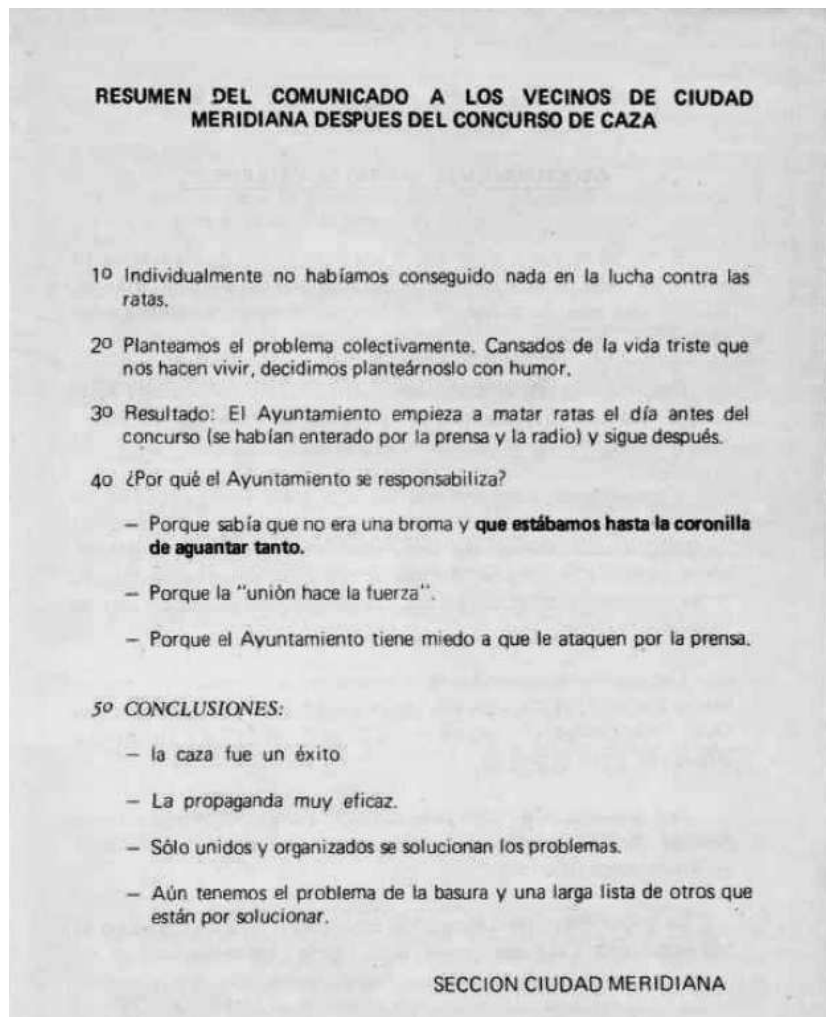 RESUMEN DEL COMUNICADO A LOS VECINOS DE CIUDAD
MERIDIANA DESPUES DEL CONCURSO DE CAZA
1º Individualmente no habíamos conseguido nada en la lucha contra las
ratas.
2º Planteamos el problema colectivamente. Cansados de la vida triste que
nos hacen vivir, decidimos planteárnoslo con humor.
3º Resultado: El Ayuntamiento empieza a matar ratas el día antes del
concurso (se habían enterado por la prensa y la radio) y sigue después.
4o ¿Por qué el Ayuntamiento se responsabiliza?
— Porque sabía que no era una broma y que estábamos hasta la coronilla
de aguantar tanto.
— Porque la "unión hace la fuerza".
— Porque el Ayuntamiento tiene miedo a que le ataquen por la prensa.
5º CONCLUSIONES:
— la caza fue un éxito
— La propaganda muy eficaz.
— Sólo unidos y organizados se solucionan los problemas.
— Aún tenemos el problema de la basura y una larga lista de otros que
están por solucionar.
SECCION CIUDAD MERIDIANA